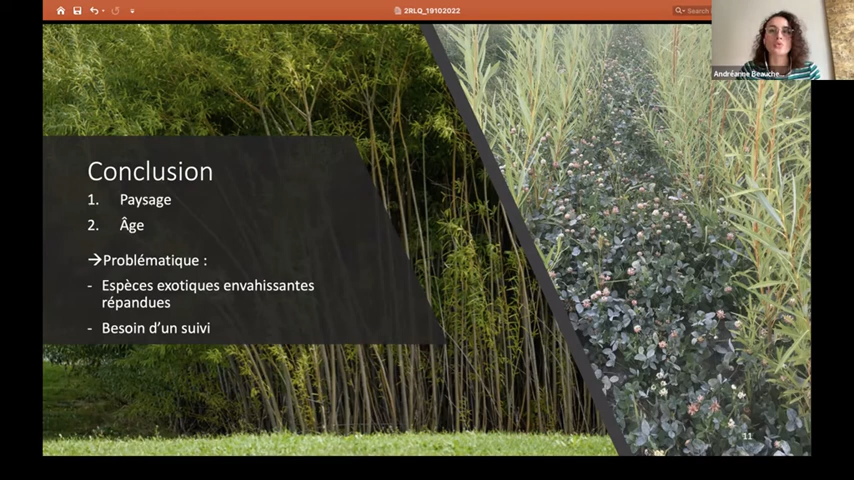 2RLQ_19102022
Search
Andréanne Beauche...
Conclusion
1. Paysage
2. Âge
→Problématique :
- Espèces exotiques envahissantes
répandues
- Besoin d'un suivi
11